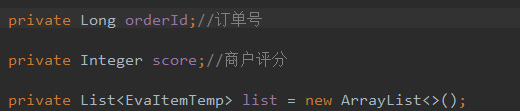 private Long orderId;//订单号
private Integer score;//商户评分
private List<EvaItemTemp> list = new ArrayList<>();